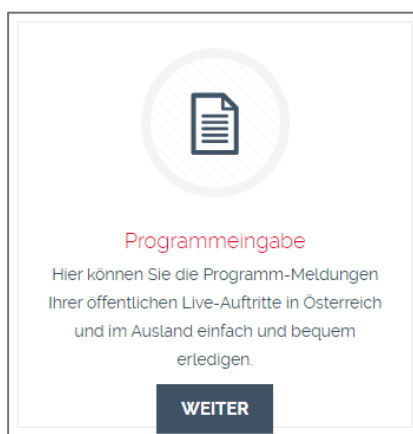 Programmeingabe
Hier können Sie die Programm-Meldungen
Ihrer öffentlichen Live-Auftritte in Österreich
und im Ausland einfach und bequem
erledigen.
WEITER